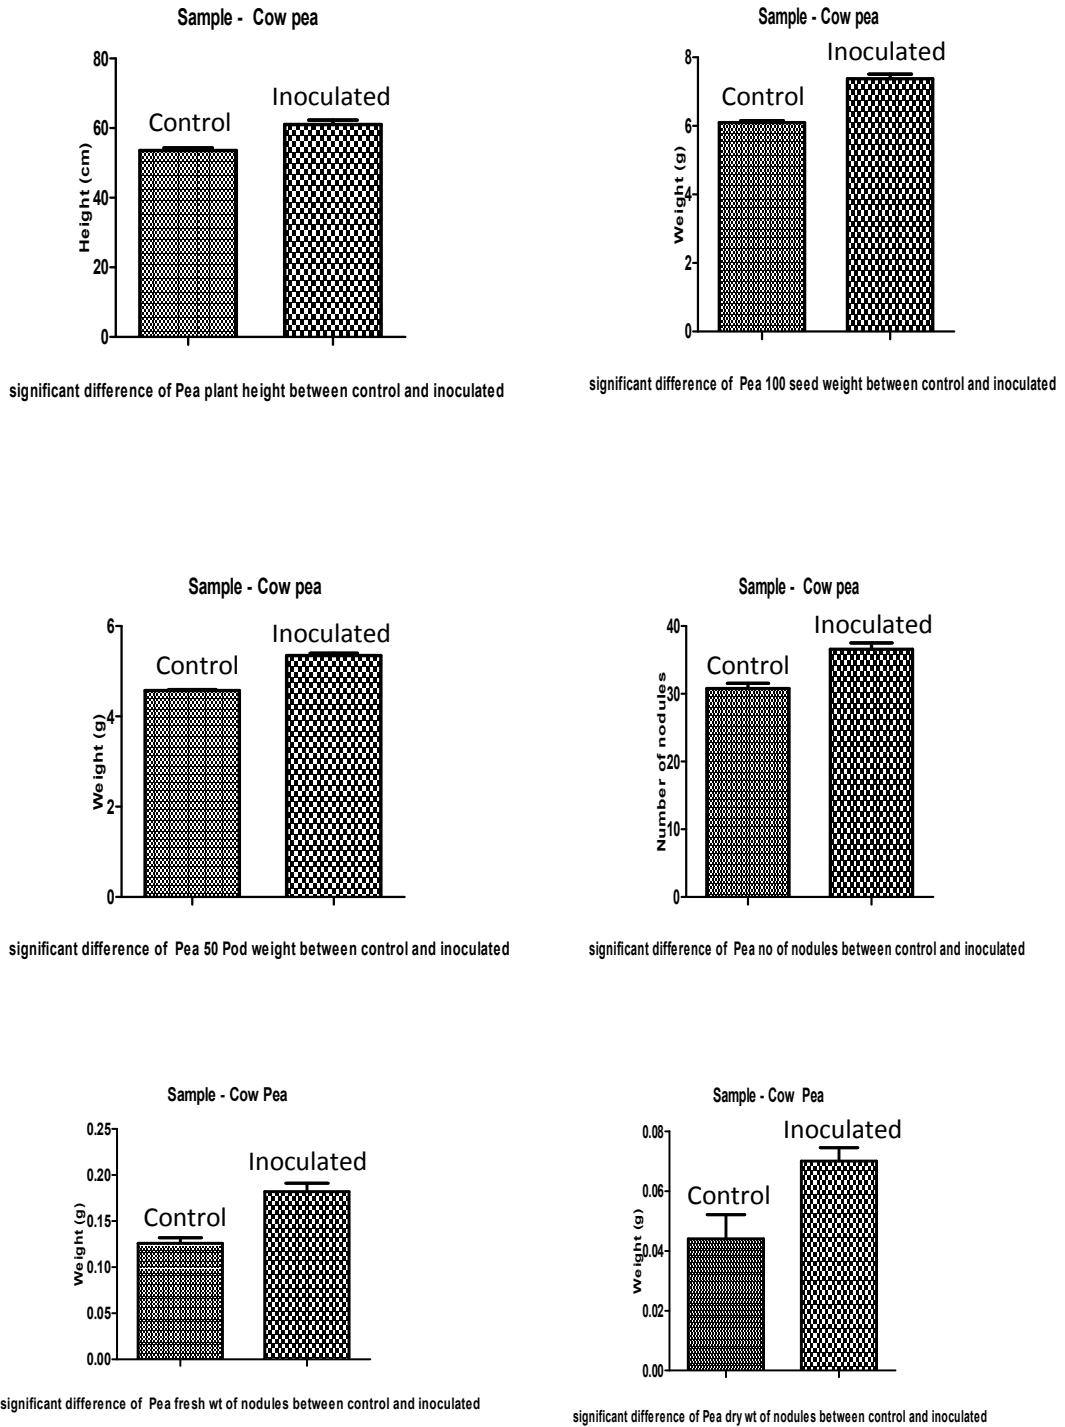 Sample - Cow pea
80
60
40
20
0
Height (cm)
Control
Inoculated
significant difference of Pea plant height between control and inoculated
Sample - Cow pea
8
6
4
2
0
Weight (g)
Control
Inoculated
significant difference of Pea 100 seed weight between control and inoculated
Sample - Cow pea
6
4
2
0
Weight (g)
Control
Inoculated
significant difference of Pea 50 Pod weight between control and inoculated
Sample - Cow pea
40
30
20
10
0
Number of nodules
Control
Inoculated
significant difference of Pea no of nodules between control and inoculated
Sample - Cow Pea
0.25
0.20
0.15
0.10
0.05
0.00
Weight (g)
Control
Inoculated
significant difference of Pea fresh wt of nodules between control and inoculated
Sample - Cow Pea
0.08
0.06
0.04
0.02
0.00
Weight (g)
Control
Inoculated
significant difference of Pea dry wt of nodules between control and inoculated